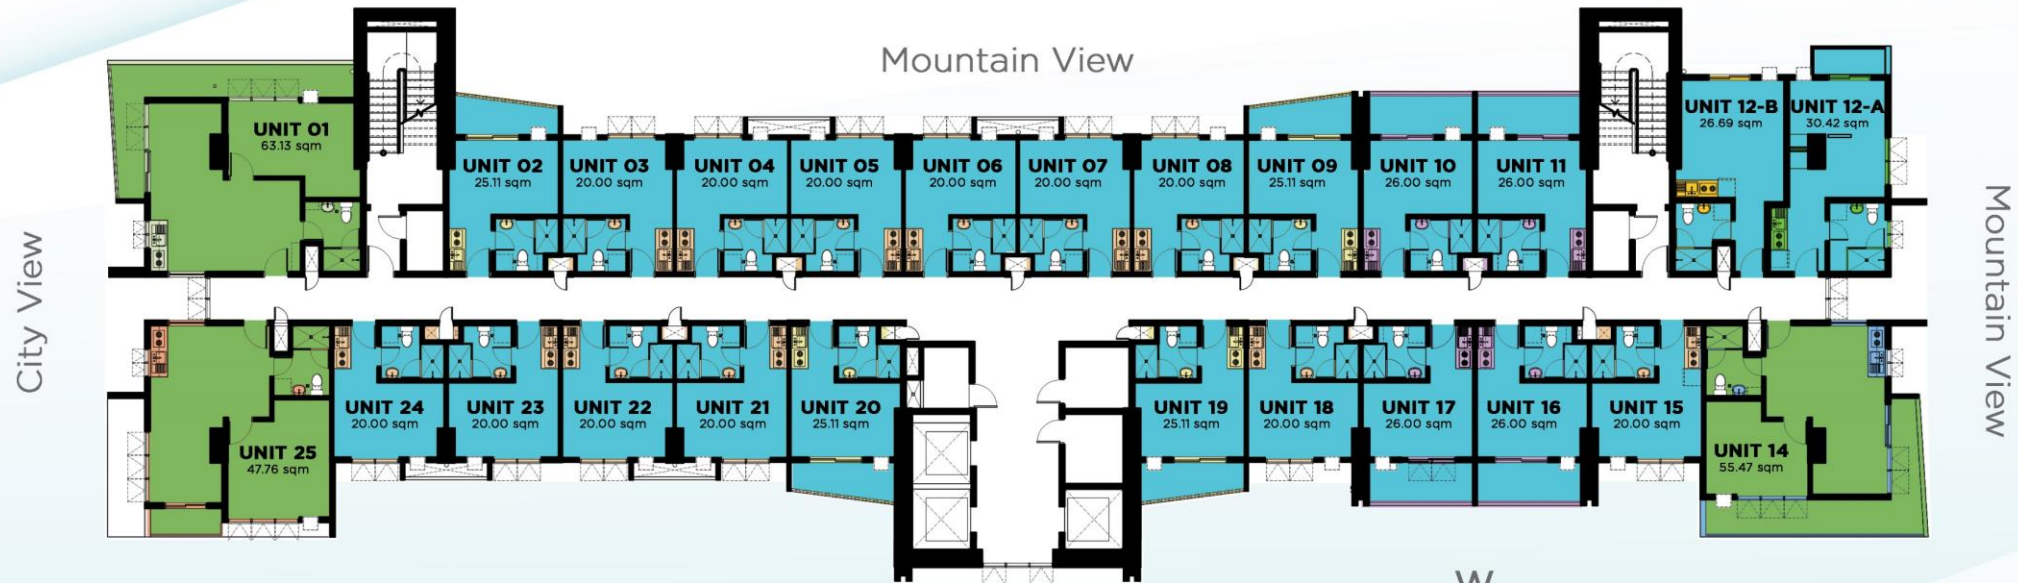 Mountain View
UNIT 01
63.13 sqm
UNIT 02
25.11 sqm
UNIT 03
20.00 sqm
UNIT 04
20.00 sqm
UNIT 05
20.00 sqm
UNIT 06
20.00 sqm
UNIT 07
20.00 sqm
UNIT 08
20.00 sqm
UNIT 09
25.11 sqm
UNIT 10
26.00 sqm
UNIT 11
26.00 sqm
UNIT 12-B
26.69 sqm
UNIT 12-A
30.42 sqm
City View
Mountain View
UNIT 25
47.76 sqm
UNIT 24
20.00 sqm
UNIT 23
20.00 sqm
UNIT 22
20.00 sqm
UNIT 21
20.00 sqm
UNIT 20
25.11 sqm
UNIT 19
25.11 sqm
UNIT 18
20.00 sqm
UNIT 17
26.00 sqm
UNIT 16
26.00 sqm
UNIT 15
20.00 sqm
UNIT 14
55.47 sqm
W